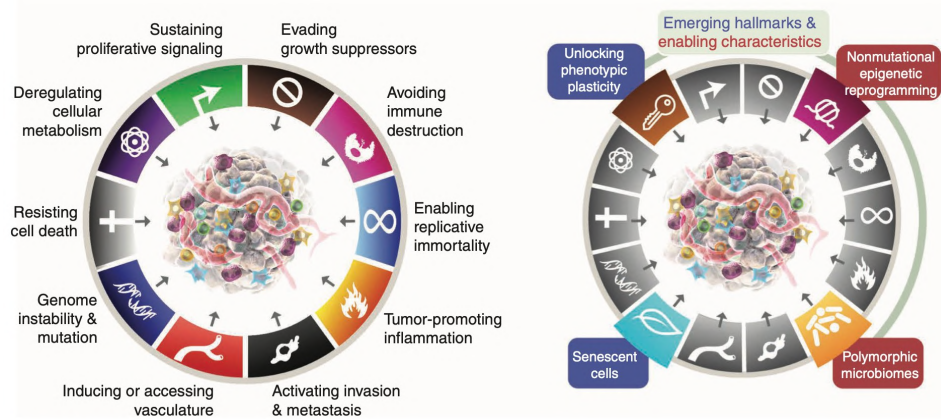 Sustaining
proliferative signaling
Evading
growth suppressors
Deregulating
cellular
metabolism
Avoiding
immune
destruction
Resisting
cell death
Enabling
replicative
immortality
Genome
instability &
mutation
Tumor-promoting
inflammation
Inducing or accessing
vasculature
Activating invasion
& metastasis
Emerging hallmarks &
enabling characteristics
Unlocking
phenotypic
plasticity
Nonmutational
epigenetic
reprogramming
Senescent
cells
Polymorphic
microbiomes